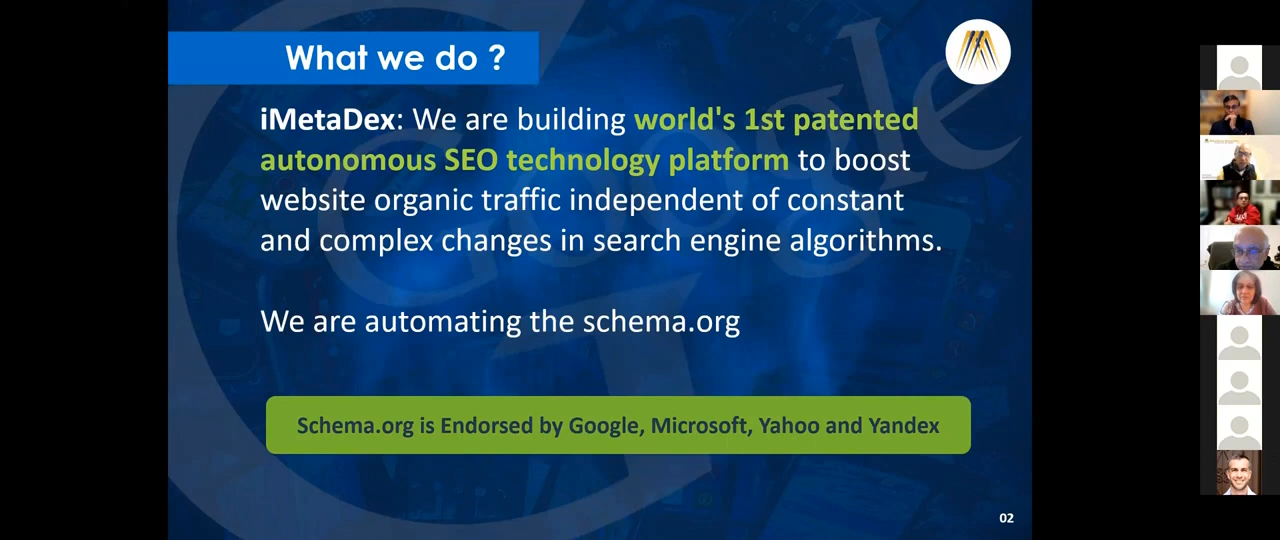 What we do ?
iMetaDex: We are building world's 1st patented
autonomous SEO technology platform to boost
website organic traffic independent of constant
and complex changes in search engine algorithms.
We are automating the schema.org
Schema.org is Endorsed by Google, Microsoft, Yahoo and Yandex
02
Google